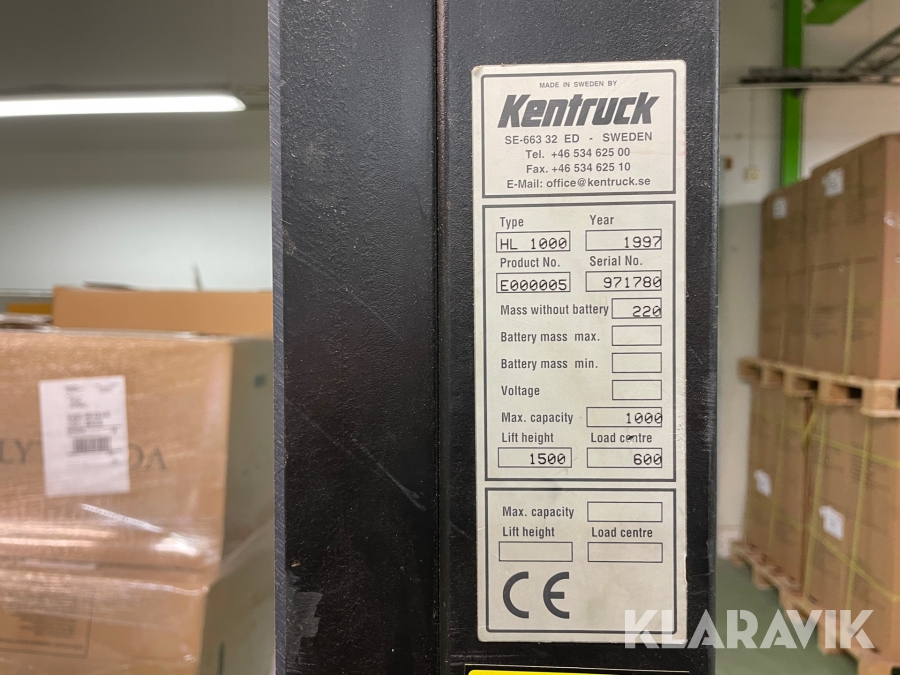 MADE IN SWEDEN BY
Kentruck
SE-663 32 ED - SWEDEN
Tel. +46 534 625 00
Fax. +46 534 625 10
E-Mail: office@kentruck.se
Type Year
HL 1000 1997
Product No. Serial No.
E000005 971780
Mass without battery 220
Battery mass max.
Battery mass min.
Voltage
Max. capacity 1000
Lift height Load centre
1500 600
Max. capacity
Lift height Load centre
CE
KLARAVIK